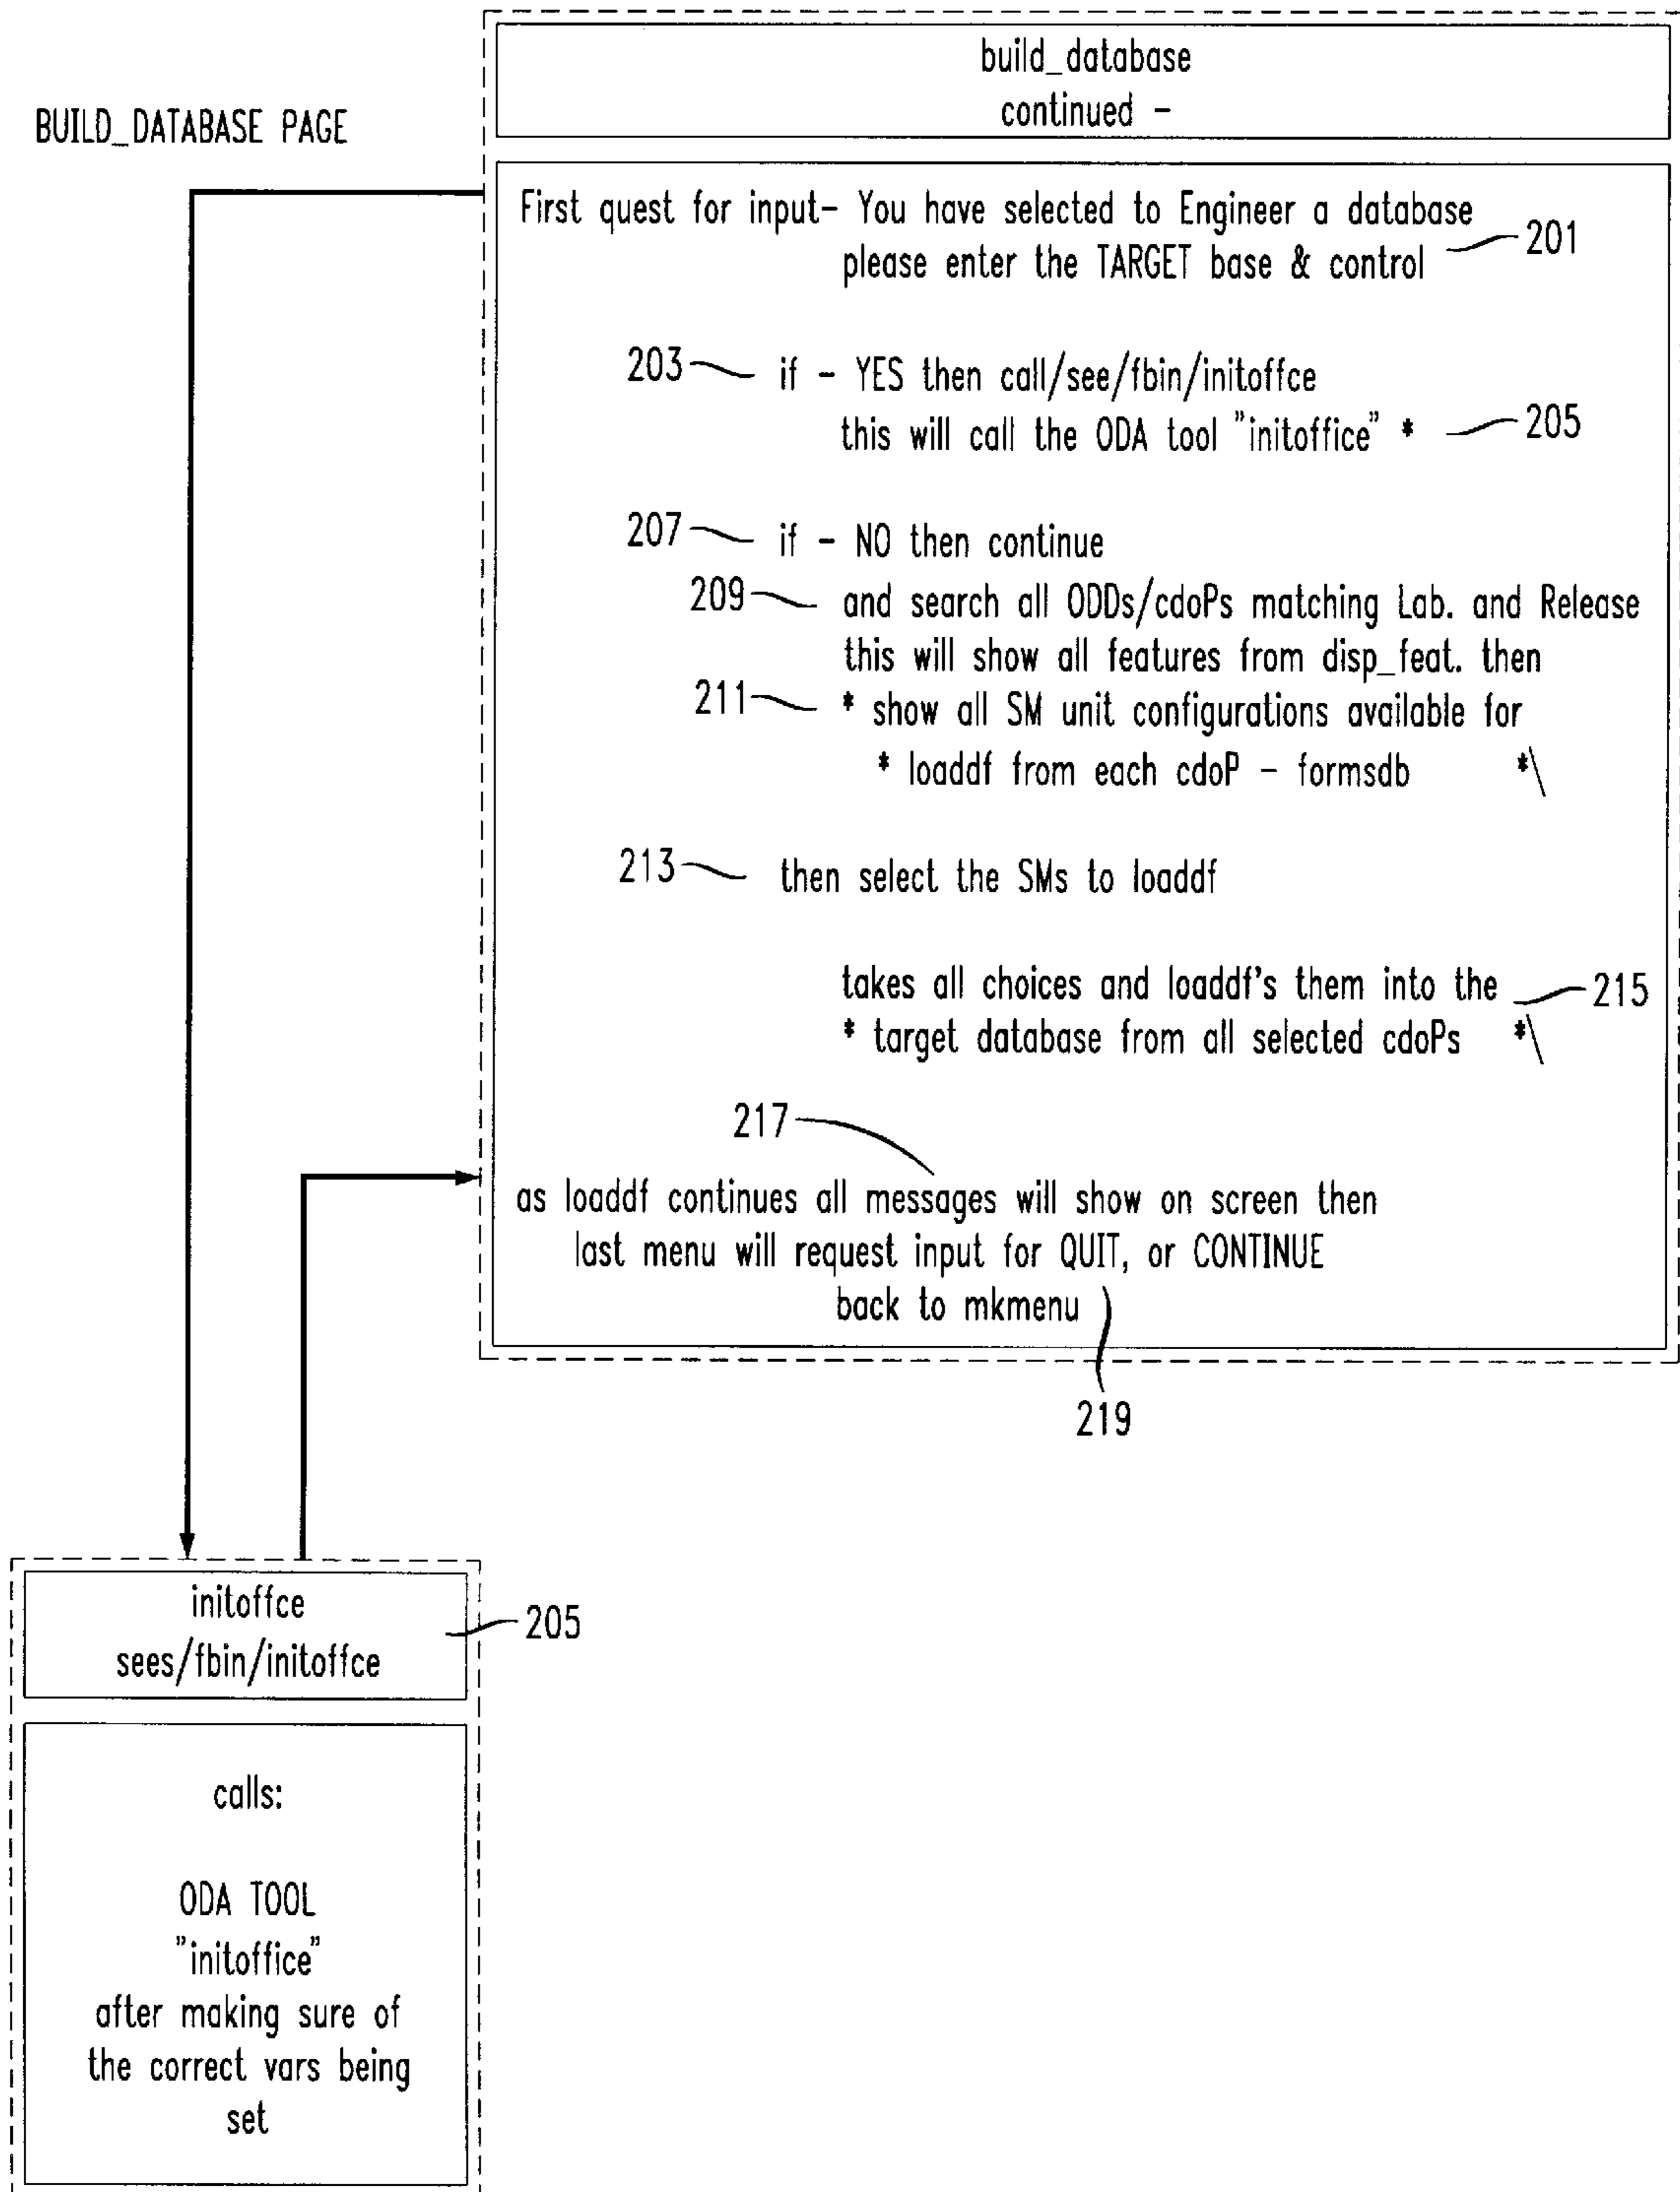 build_database
continued -
BUILD_DATABASE PAGE
First quest for input- You have selected to Engineer a database
please enter the TARGET base & control
201
203
if - YES then call/see/fbin/initoffce
this will call the ODA tool "initoffice" *
205
207
if - NO then continue
209
and search all ODDs/cdoPs matching Lab. and Release
this will show all features from disp_feat. then
211
* show all SM unit configurations available for
* loaddf from each cdoP - formsdb *\
213
then select the SMs to loaddf
takes all choices and loaddf's them into the
215
* target database from all selected cdoPs *\
217
as loaddf continues all messages will show on screen then
last menu will request input for QUIT, or CONTINUE
back to mkmenu
219
initoffce
sees/fbin/initoffce
205
calls:
ODA TOOL
"initoffice"
after making sure of
the correct vars being
set